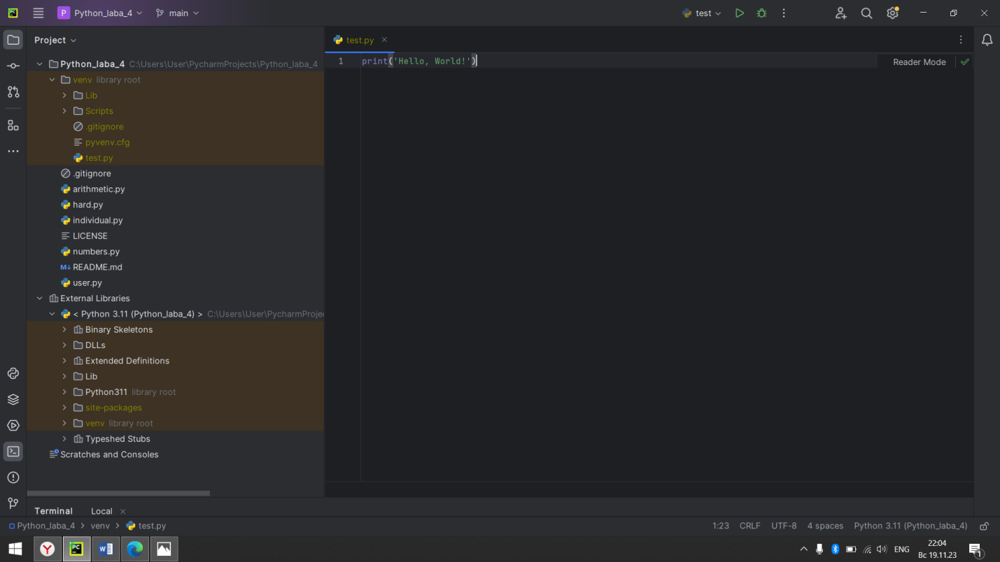 PC P Python_laba_4 main test
Project
test.py
Python_laba_4 C:\Users\User\PycharmProjects\Python_laba_4
1 print('Hello, World!')
Reader Mode
venv library root
Lib
Scripts
.gitignore
pyvenv.cfg
test.py
.gitignore
arithmetic.py
hard.py
individual.py
LICENSE
numbers.py
M↓ README.md
user.py
External Libraries
< Python 3.11 (Python_laba_4) > C:\Users\User\PycharmProje
Binary Skeletons
DLLs
Extended Definitions
Lib
Python311 library root
site-packages
venv library root
Typeshed Stubs
Scratches and Consoles
Terminal Local
Python_laba_4 > venv > test.py
1:23 CRLF UTF-8 4 spaces Python 3.11 (Python_laba_4)
Y PC W ENG
22:04
Вс 19.11.23
1